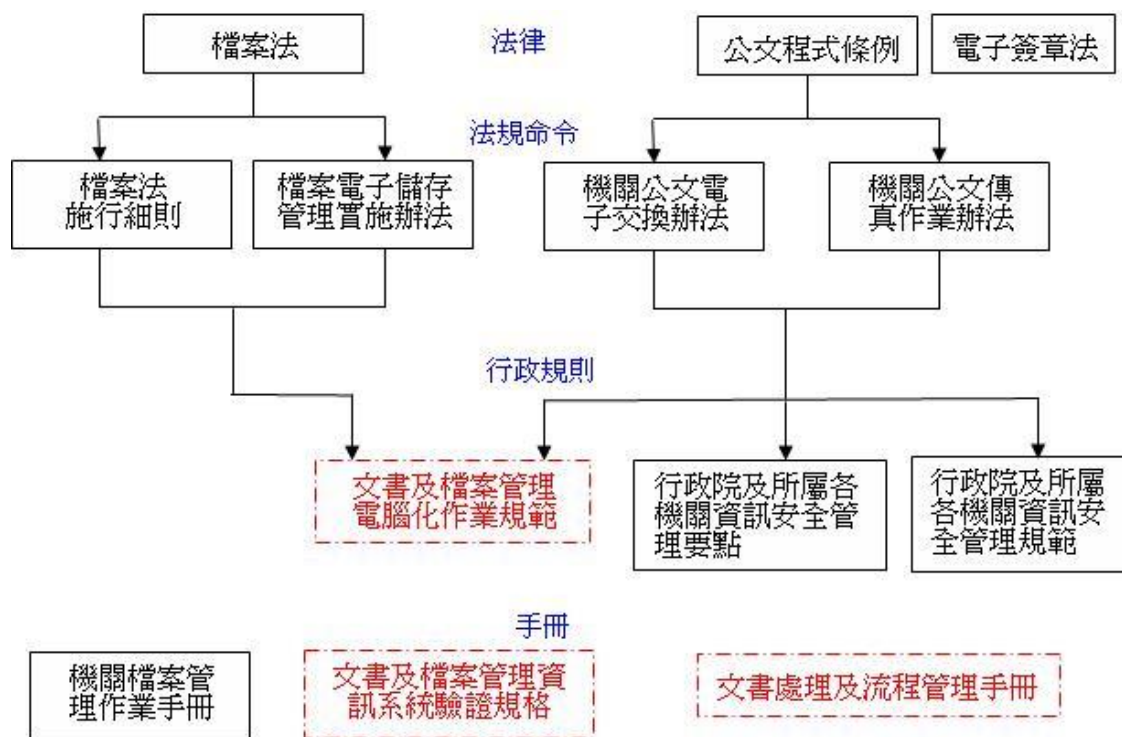 檔案法
法律
公文程式條例
電子簽章法
法規命令
檔案法
施行細則
檔案電子儲存
管理實施辦法
機關公文電
子交換辦法
機關公文傳
真作業辦法
行政規則
文書及檔案管理
電腦化作業規範
行政院及所屬各
機關資訊安全管
理要點
行政院及所屬
各機關資訊安
全管理規範
手冊
機關檔案管
理作業手冊
文書及檔案管理資
訊系統驗證規格
文書處理及流程管理手冊